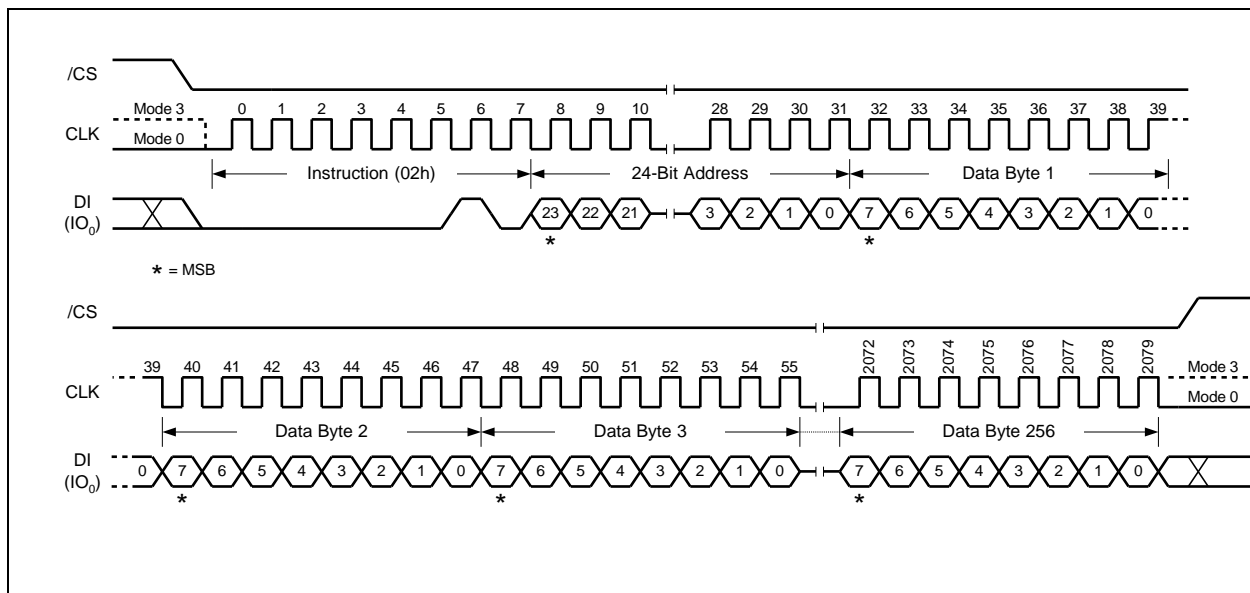 /CS
Mode 3
0 1 2 3 4 5 6 7 8 9 10 28 29 30 31 32 33 34 35 36 37 38 39
CLK
Mode 0
Instruction (02h) 24-Bit Address Data Byte 1
DI
(IO0)
23 22 21 3 2 1 0 7 6 5 4 3 2 1 0
* *
* = MSB
/CS
39 40 41 42 43 44 45 46 47 48 49 50 51 52 53 54 55 2072 2073 2074 2075 2076 2077 2078 2079
Mode 3
CLK
Mode 0
Data Byte 2 Data Byte 3 Data Byte 256
DI
(IO0)
0 7 6 5 4 3 2 1 0 7 6 5 4 3 2 1 0 7 6 5 4 3 2 1 0
* * *